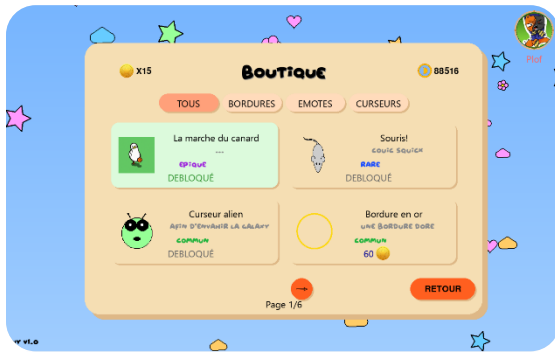 X15
BOUTIQUE
88516
Plof
TOUS
BORDURES
EMOTES
CURSEURS
La marche du canard
...
EPIQUE
DEBLOQUÉ
Souris!
COUIC SQUICK
RARE
DEBLOQUÉ
Curseur alien
AFIN D'ENVAHIR LA GALAXY
COMMUN
DEBLOQUÉ
Bordure en or
UNE BORDURE DORE
COMMUN
60
→
RETOUR
Page 1/6
V1.0